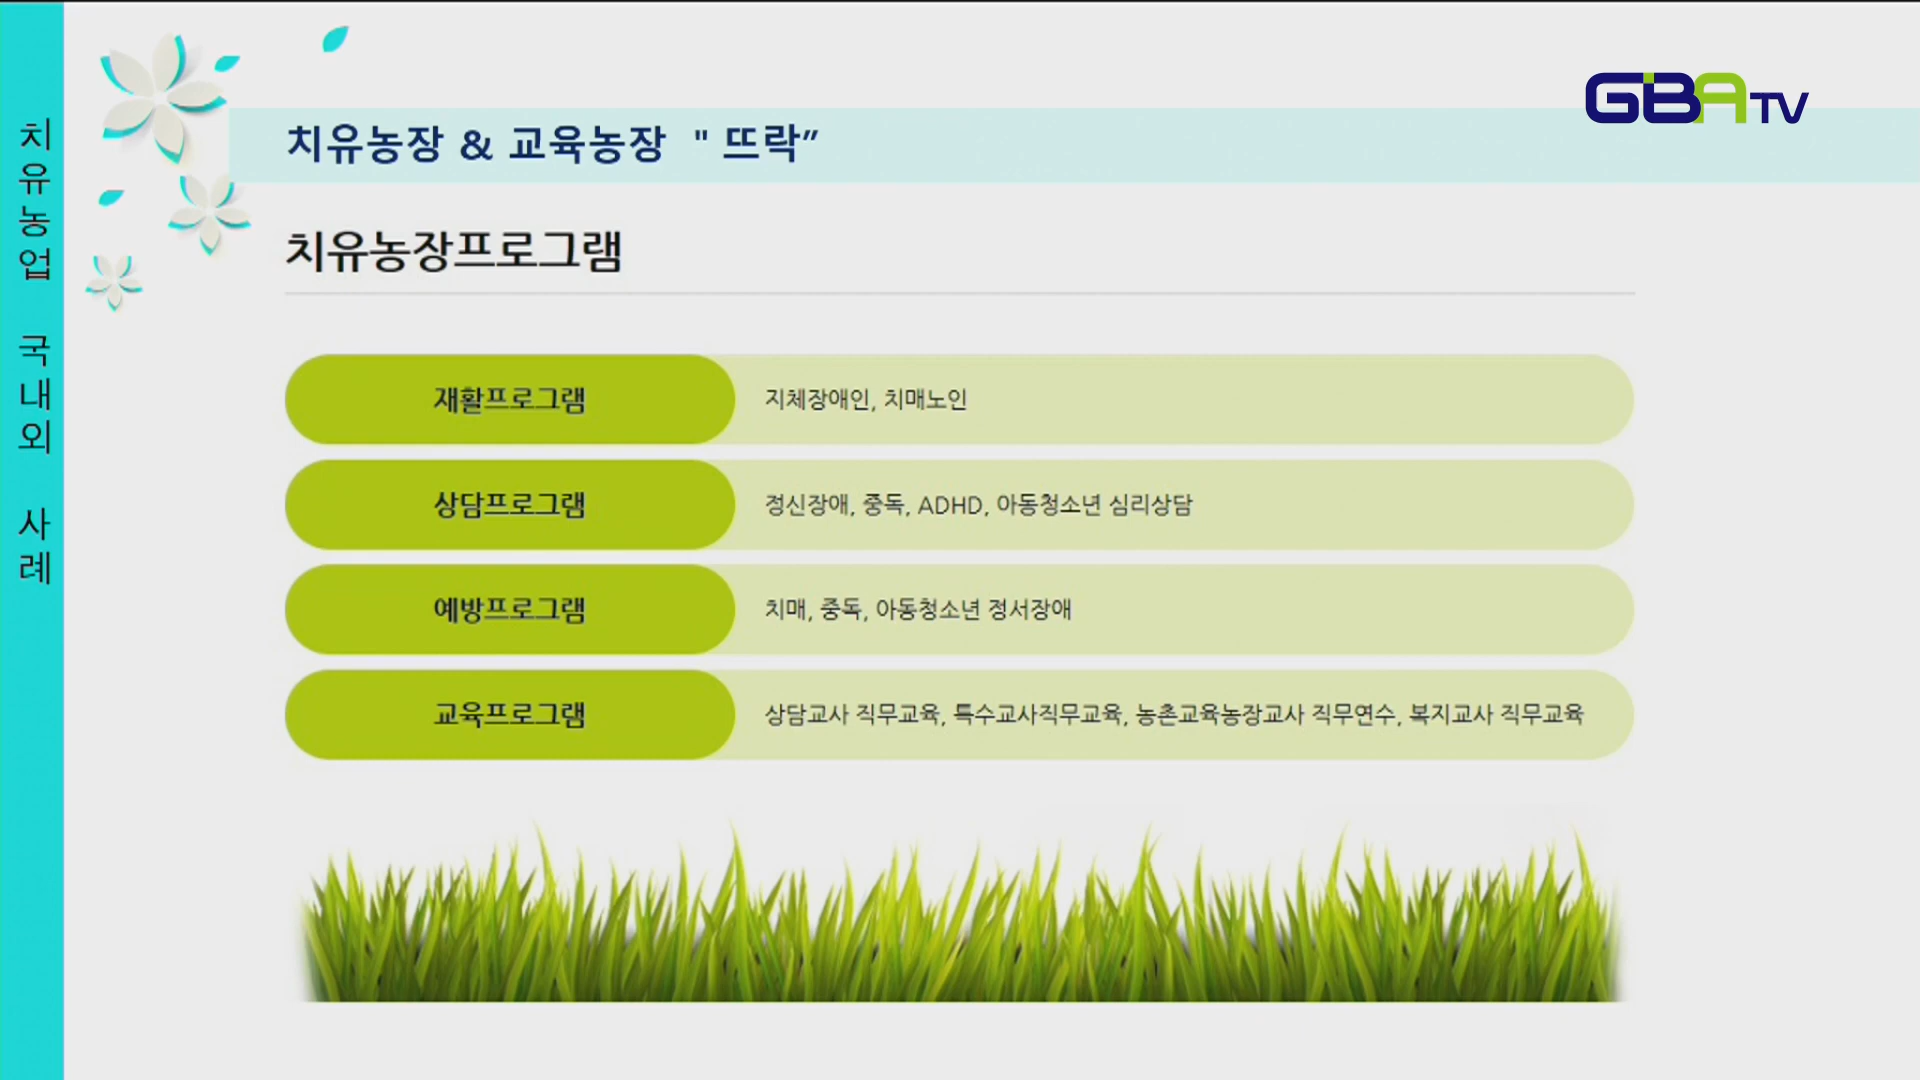 치유농업 국내외 사례
GBA TV
치유농장 & 교육농장 " 뜨락”
치유농장프로그램
재활프로그램 지체장애인, 치매노인
상담프로그램 정신장애, 중독, ADHD, 아동청소년 심리상담
예방프로그램 치매, 중독, 아동청소년 정서장애
교육프로그램 상담교사 직무교육, 특수교사직무교육, 농촌교육농장교사 직무연수, 복지교사 직무교육